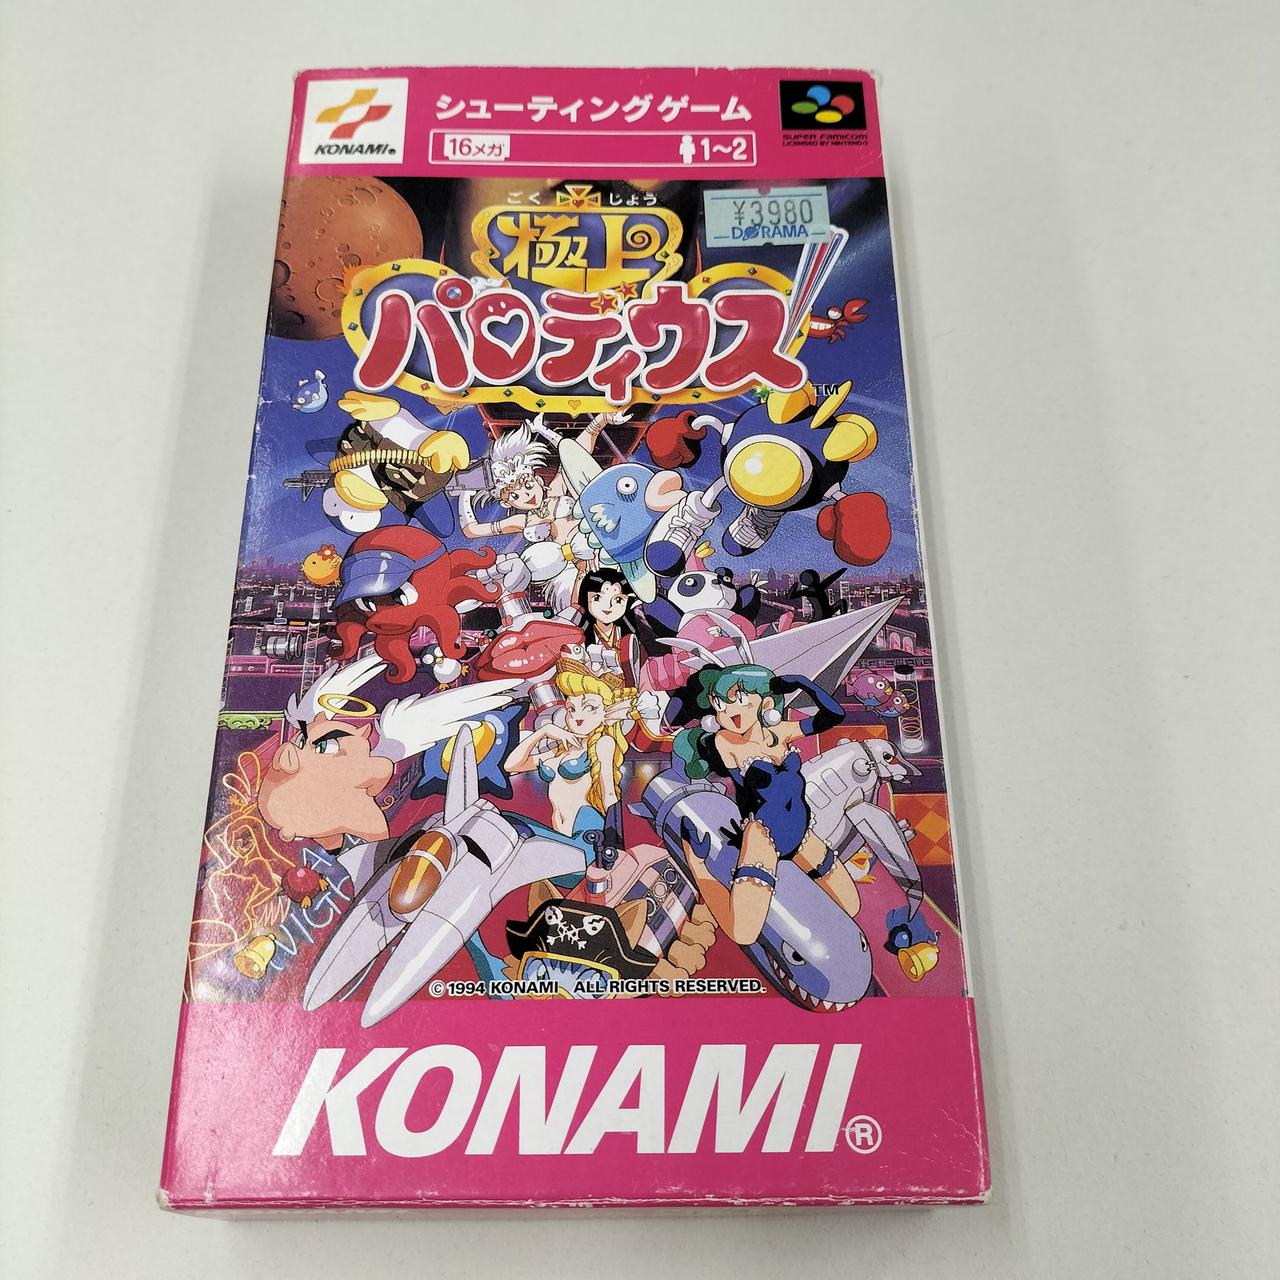 KONAMI®
シューティングゲーム
16メガ
1〜2
SUPER FAMICOM
LICENSED BY NINTENDO
ごくじょう
極上
パロディウス
TM
¥3980
DORAMA
© 1994 KONAMI ALL RIGHTS RESERVED.
KONAMI®